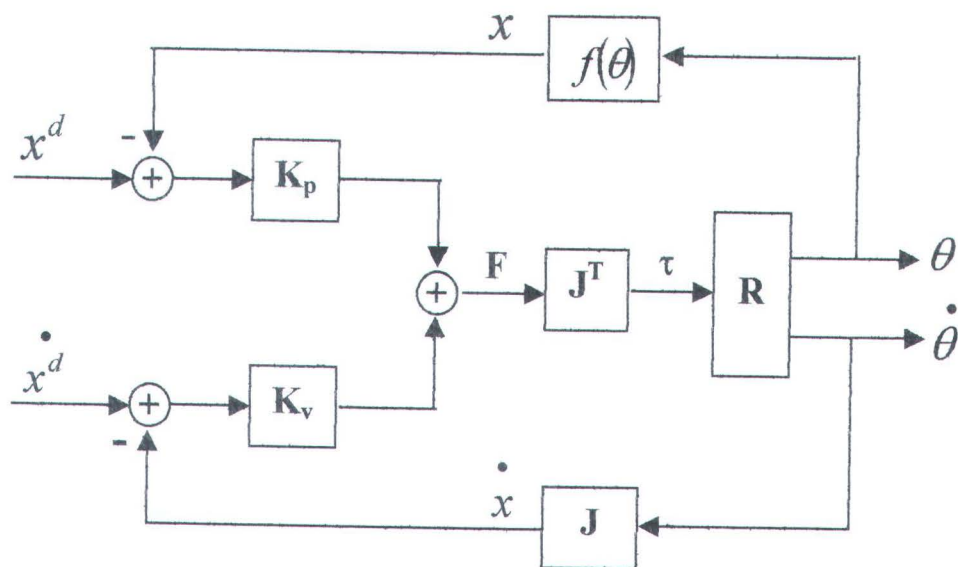 x f(θ)
- x^d + K_p
F J^T τ R θ
+
θ̇
ẋ^d + K_v
-
ẋ J